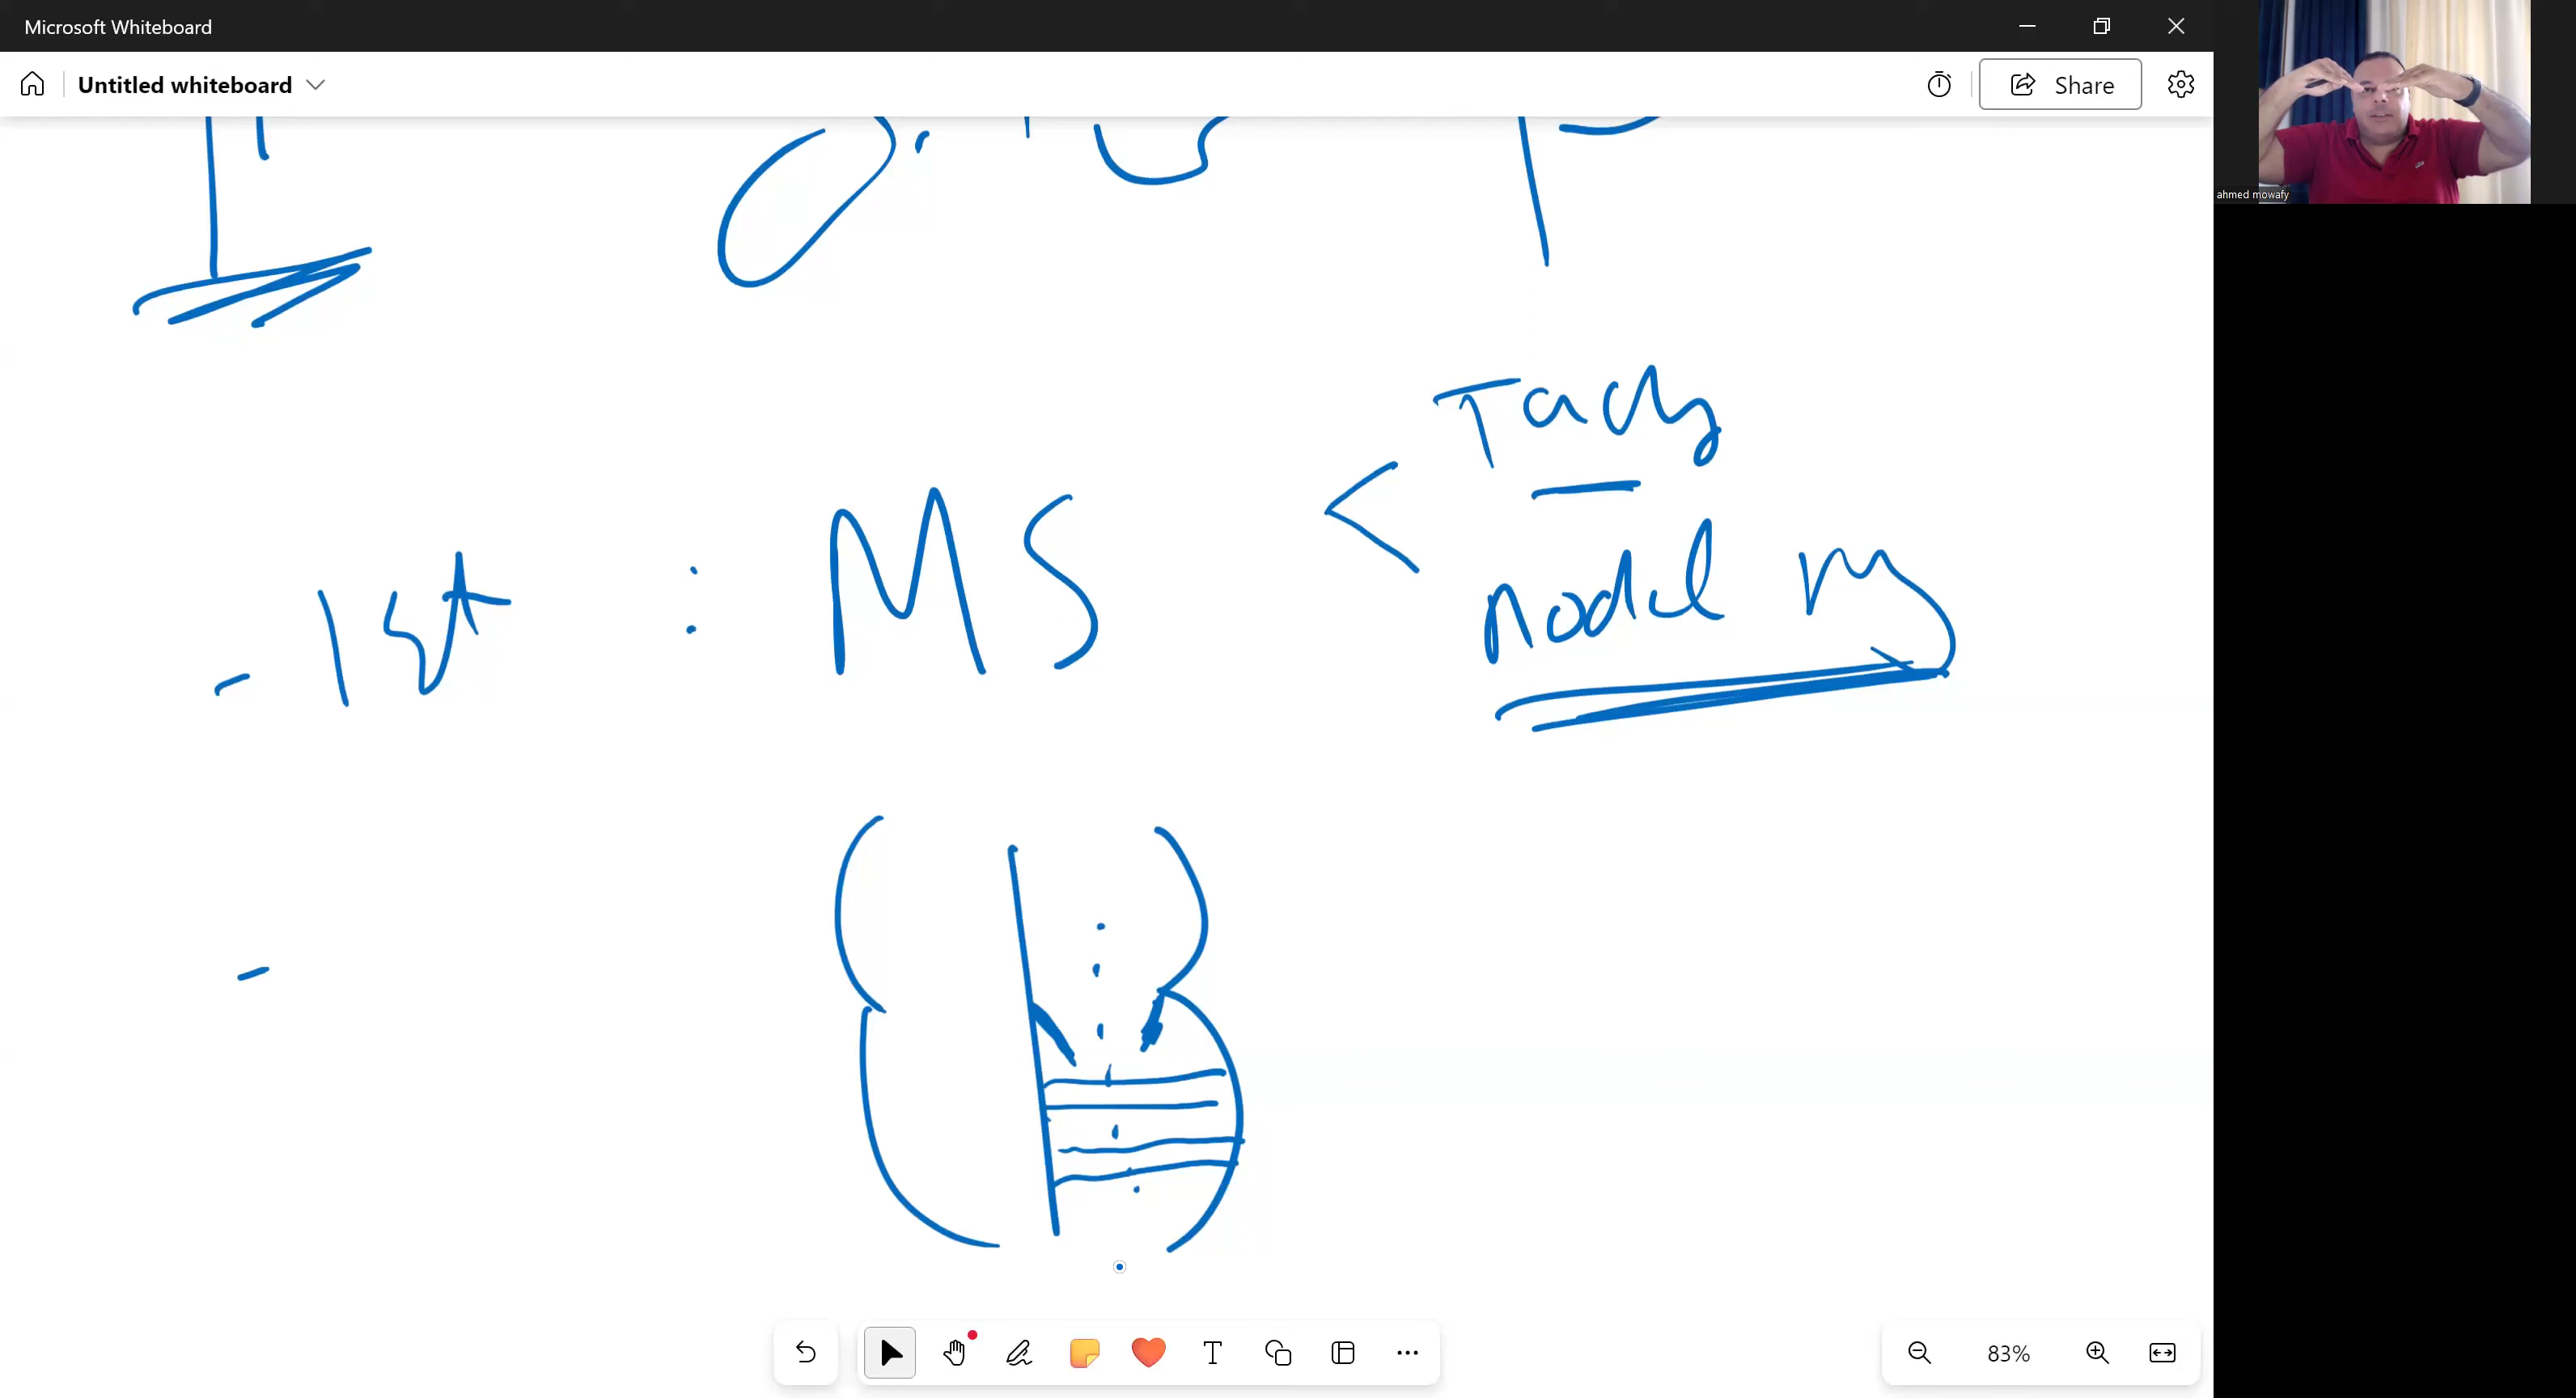 Microsoft Whiteboard
Untitled whiteboard
Share
ahmed mowafy
Tachy
- 1st : MS <
nodal
-
T
83%